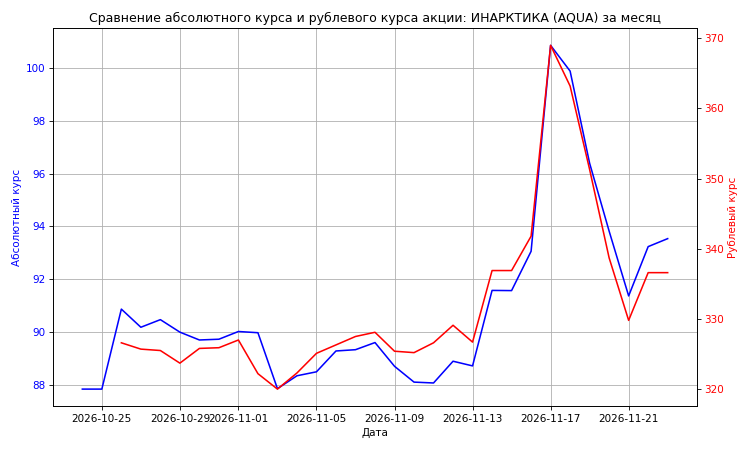 Сравнение абсолютного курса и рублевого курса акции: ИНАРКТИКА (AQUA) за месяц
Абсолютный курс
100
98
96
94
92
90
88
370
360
350
340
330
320
Рублевый курс
2026-10-25 2026-10-29 2026-11-01 2026-11-05 2026-11-09 2026-11-13 2026-11-17 2026-11-21
Дата